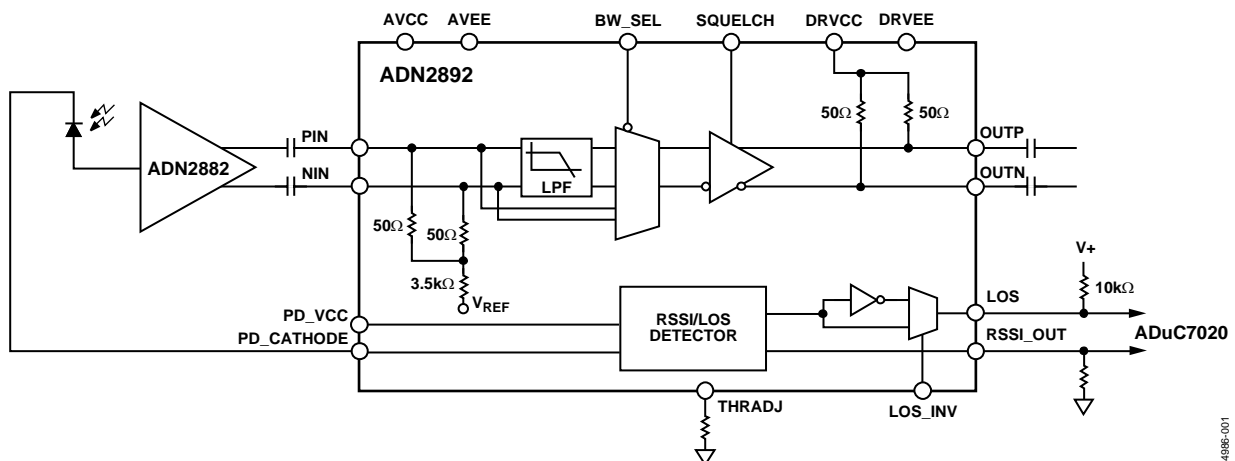 AVCC AVEE BW_SEL SQUELCH DRVCC DRVEE
ADN2892
50Ω 50Ω
ADN2882
PIN
NIN
LPF
OUTP
OUTN
50Ω 50Ω
3.5kΩ
VREF
V+
10kΩ
PD_VCC
PD_CATHODE
RSSI/LOS
DETECTOR
LOS
RSSI_OUT
ADuC7020
THRADJ
LOS_INV
4986-001